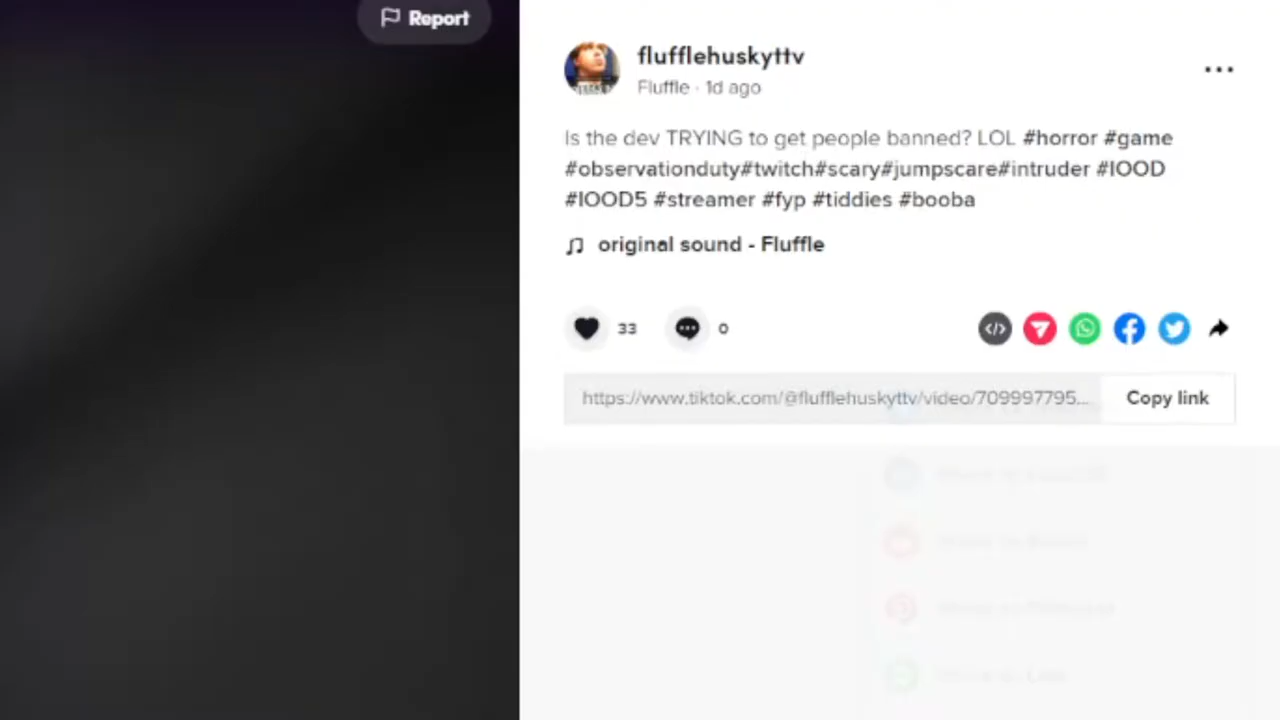 Report
flufflehuskyttv
Fluffle · 1d ago
Is the dev TRYING to get people banned? LOL #horror #game
#observationduty#twitch#scary#jumpscare#intruder #IOOD
#IOOD5 #streamer #fyp #tiddies #booba
original sound - Fluffle
33
0
https://www.tiktok.com/@flufflehuskyttv/video/709997795...
Copy link